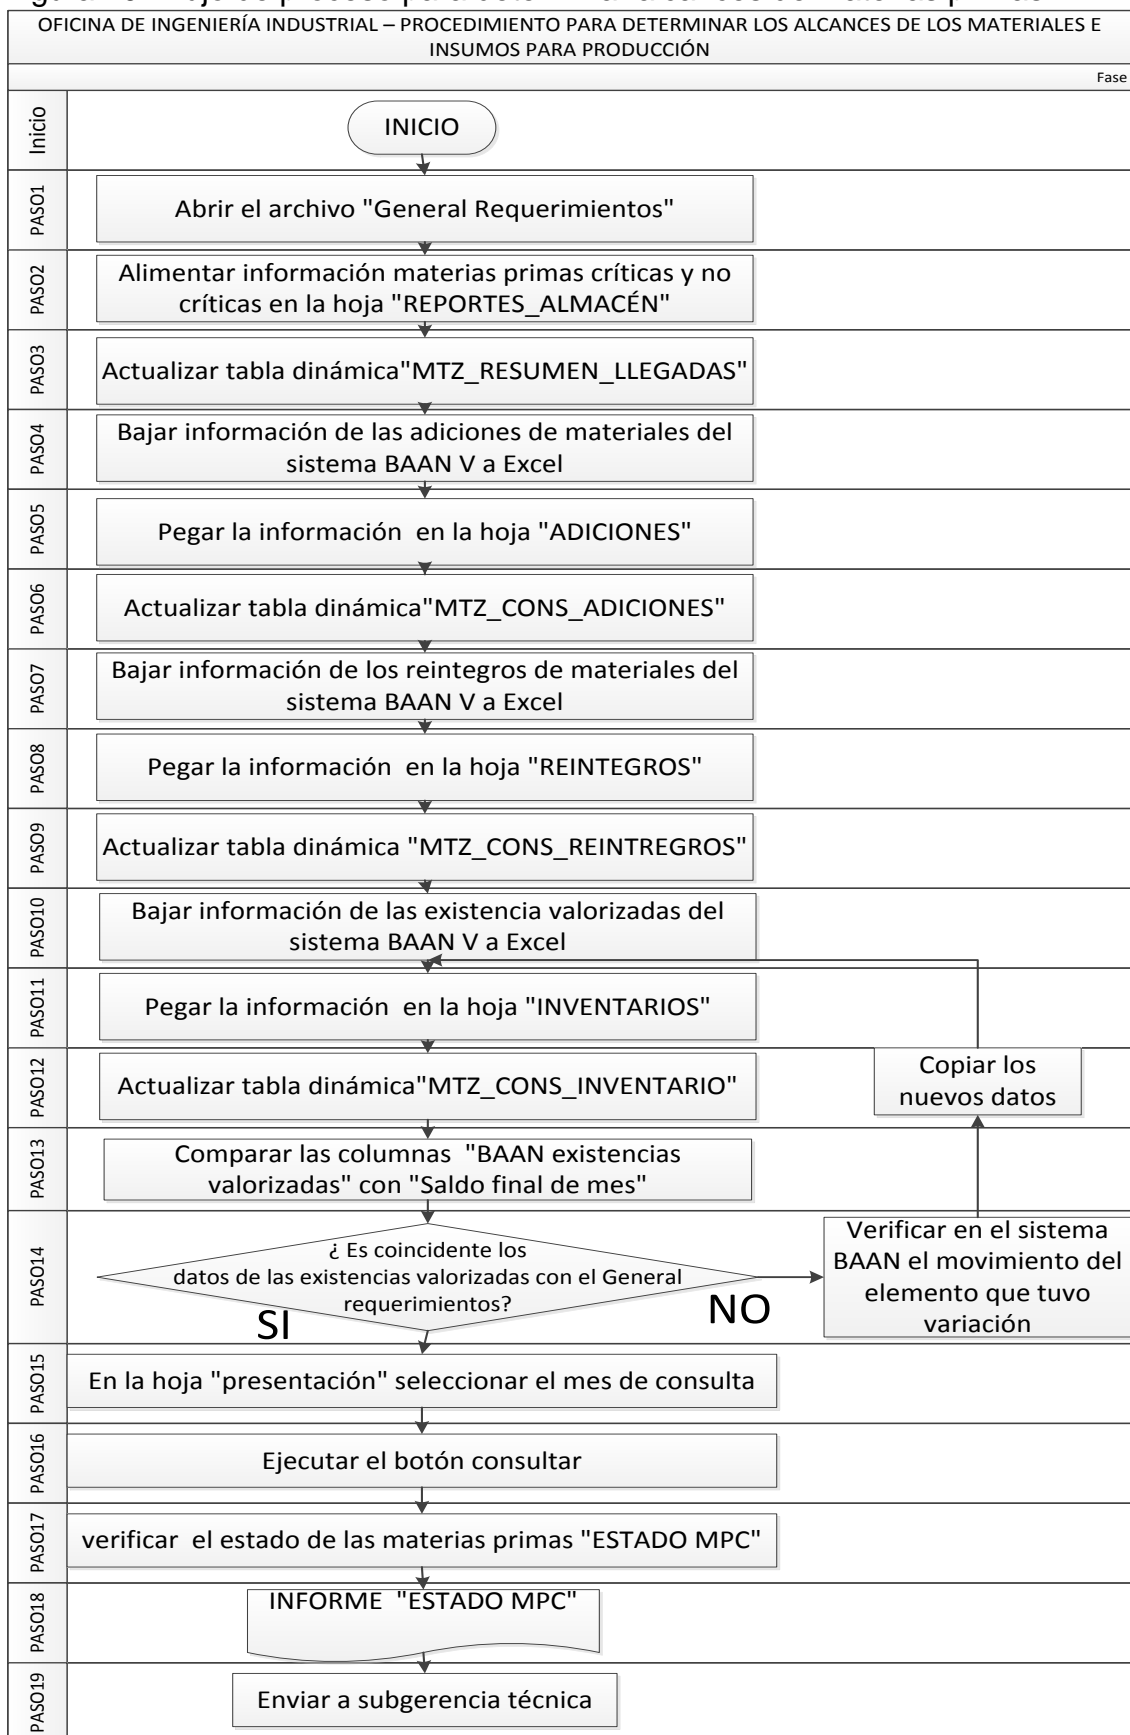 OFICINA DE INGENIERÍA INDUSTRIAL – PROCEDIMIENTO PARA DETERMINAR LOS ALCANCES DE LOS MATERIALES E
INSUMOS PARA PRODUCCIÓN
Fase
Inicio
INICIO
PASO1
Abrir el archivo "General Requerimientos"
PASO2
Alimentar información materias primas críticas y no
críticas en la hoja "REPORTES_ALMACÉN"
PASO3
Actualizar tabla dinámica"MTZ_RESUMEN_LLEGADAS"
PASO4
Bajar información de las adiciones de materiales del
sistema BAAN V a Excel
PASO5
Pegar la información en la hoja "ADICIONES"
PASO6
Actualizar tabla dinámica"MTZ_CONS_ADICIONES"
PASO7
Bajar información de los reintegros de materiales del
sistema BAAN V a Excel
PASO8
Pegar la información en la hoja "REINTEGROS"
PASO9
Actualizar tabla dinámica "MTZ_CONS_REINTREGROS"
PASO10
Bajar información de las existencia valorizadas del
sistema BAAN V a Excel
PASO11
Pegar la información en la hoja "INVENTARIOS"
PASO12
Actualizar tabla dinámica"MTZ_CONS_INVENTARIO"
Copiar los
nuevos datos
PASO13
Comparar las columnas "BAAN existencias
valorizadas" con "Saldo final de mes"
PASO14
¿ Es coincidente los
datos de las existencias valorizadas con el General
requerimientos?
SI
NO
Verificar en el sistema
BAAN el movimiento del
elemento que tuvo
variación
PASO15
En la hoja "presentación" seleccionar el mes de consulta
PASO16
Ejecutar el botón consultar
PASO17
verificar el estado de las materias primas "ESTADO MPC"
PASO18
INFORME "ESTADO MPC"
PASO19
Enviar a subgerencia técnica